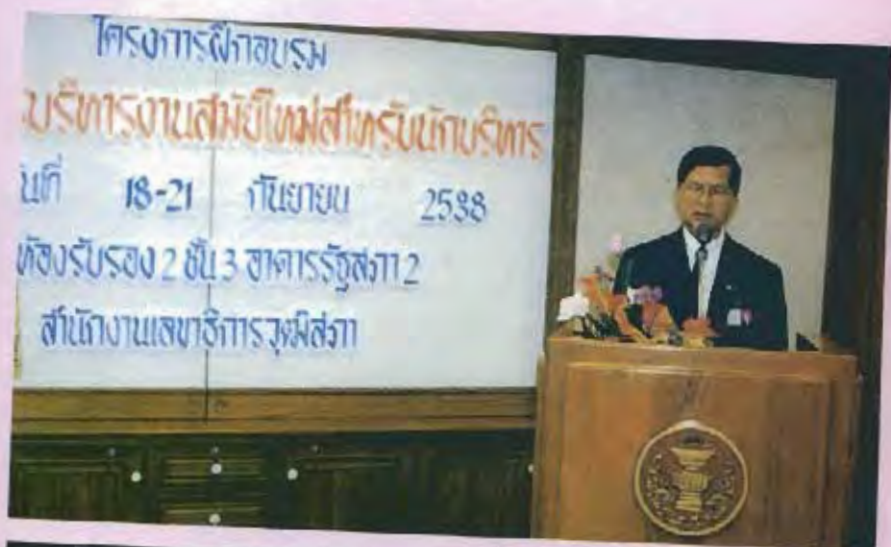 โครงการฝึกอบรม
บริหารงานสมัยใหม่สำหรับนักบริหาร
วันที่ 18-21 กันยายน 2538
ห้องรับรอง 2 ชั้น 3 อาคารรัฐสภา 2
สำนักงานเลขาธิการวุฒิสภา